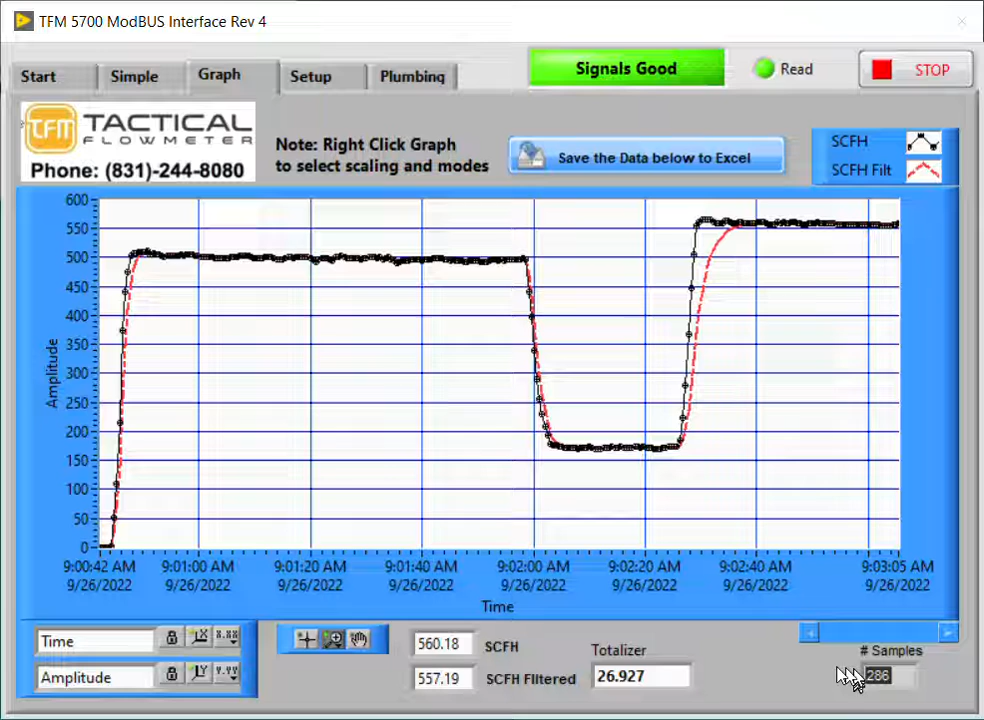 TFM 5700 ModBUS Interface Rev 4
Start
Simple
Graph
Setup
Plumbing
Signals Good
Read
STOP
TFM TACTICAL
FLOWMETER
Phone: (831)-244-8080
Note: Right Click Graph
to select scaling and modes
Save the Data below to Excel
SCFH
SCFH Filt
600
550
500
450
400
350
300
250
200
150
100
50
0
Amplitude
9:00:42 AM
9/26/2022
9:01:00 AM
9/26/2022
9:01:20 AM
9/26/2022
9:01:40 AM
9/26/2022
9:02:00 AM
9/26/2022
9:02:20 AM
9/26/2022
9:02:40 AM
9/26/2022
9:03:05 AM
9/26/2022
Time
Time
X
8.88
Amplitude
Y
560.18 SCFH
557.19 SCFH FIltered
Totalizer
26.927
# Samples
286